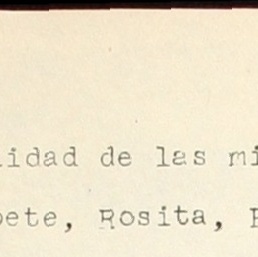 lidad de las mi
pete, Rosita,